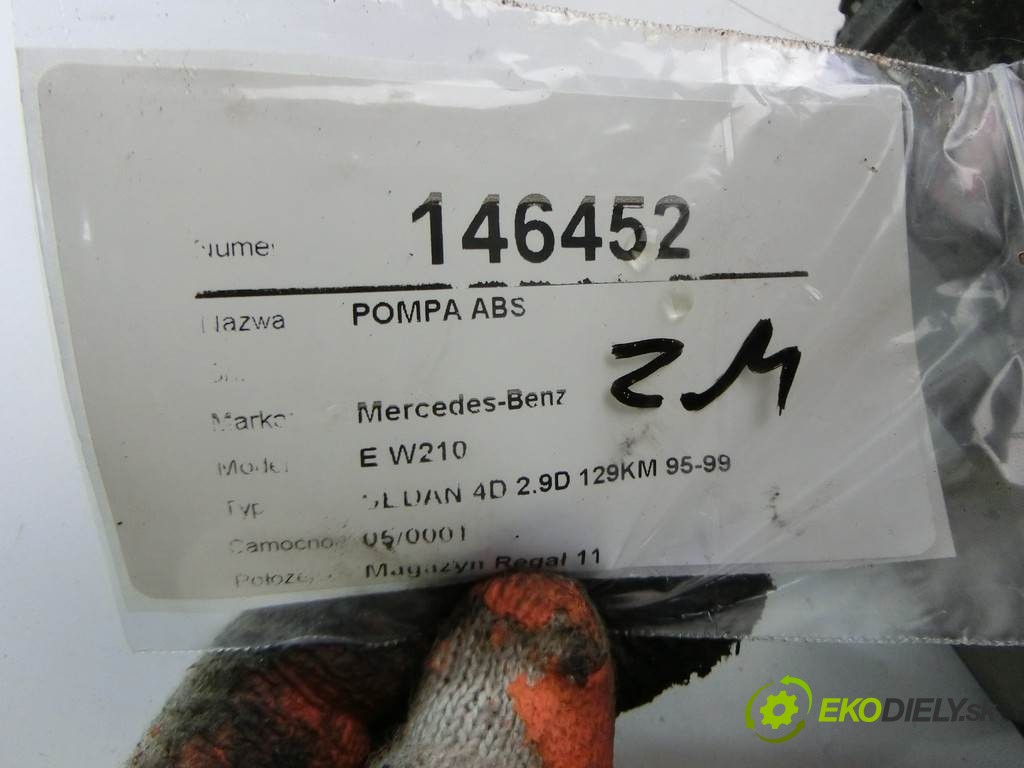 146452
Nazwa POMPA ABS
Marka Mercedes-Benz
Model E W210
Typ SEDAN 4D 2.9D 129KM 95-99
05/0001
Magazyn Regał 11
ZM
EKODIELY.sk